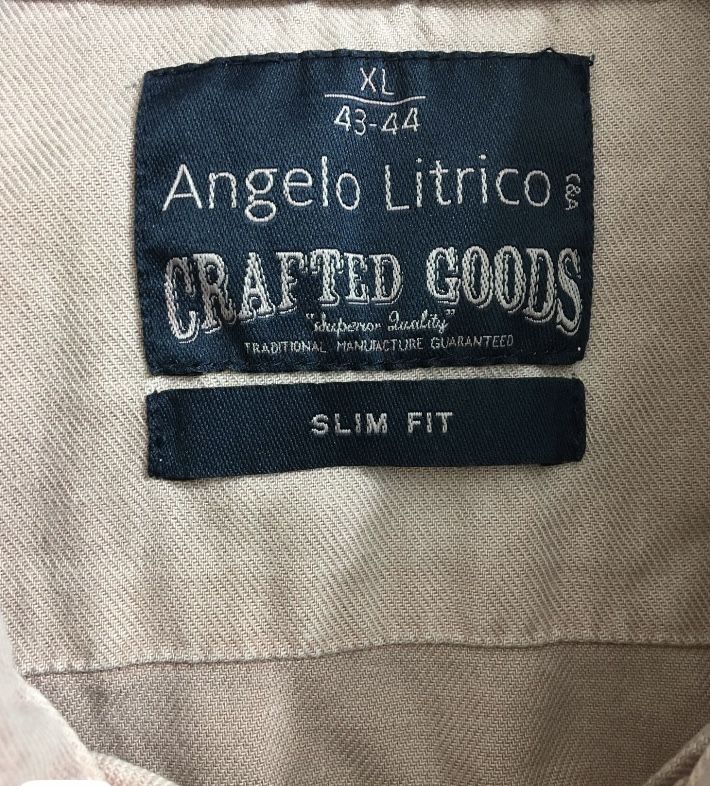 XL
43-44
Angelo Litrico C&A
CRAFTED GOODS
"Superior Quality"
TRADITIONAL MANUFACTURE GUARANTEED
SLIM FIT